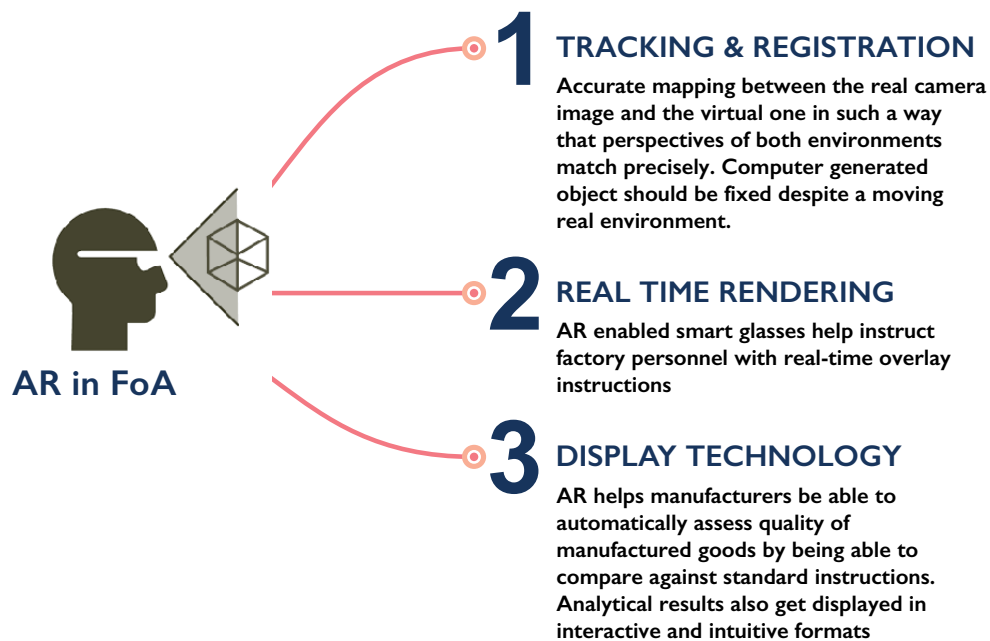 1
TRACKING & REGISTRATION
Accurate mapping between the real camera
image and the virtual one in such a way
that perspectives of both environments
match precisely. Computer generated
object should be fixed despite a moving
real environment.
AR in FoA
2
REAL TIME RENDERING
AR enabled smart glasses help instruct
factory personnel with real-time overlay
instructions
3
DISPLAY TECHNOLOGY
AR helps manufacturers be able to
automatically assess quality of
manufactured goods by being able to
compare against standard instructions.
Analytical results also get displayed in
interactive and intuitive formats